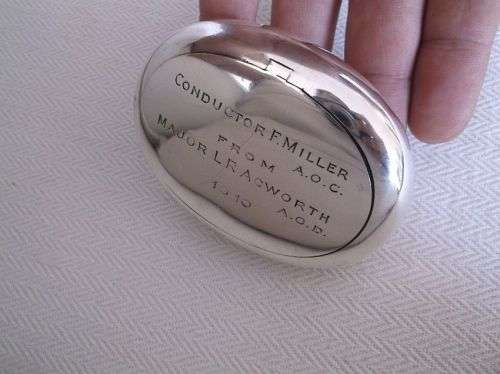 CONDUCTOR F. MILLER
FROM A.O.C.
MAJOR L.R. ACWORTH
1910 A.O.D.